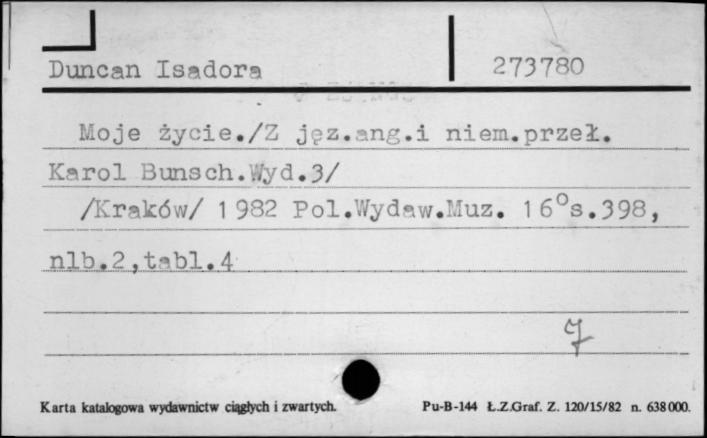 Duncan Isadora 273780
Moje życie./Z jęz.ang.i niem.przeł.
Karol Bunsch.Wyd.3/
/Kraków/ 1982 Pol.Wydaw.Muz. 16°s.398,
nlb.2,tabl.4
Karta katalogowa wydawnictw ciągłych i zwartych. Pu-B-144 Ł.Z.Graf. Z. 120/15/82 n. 638000.